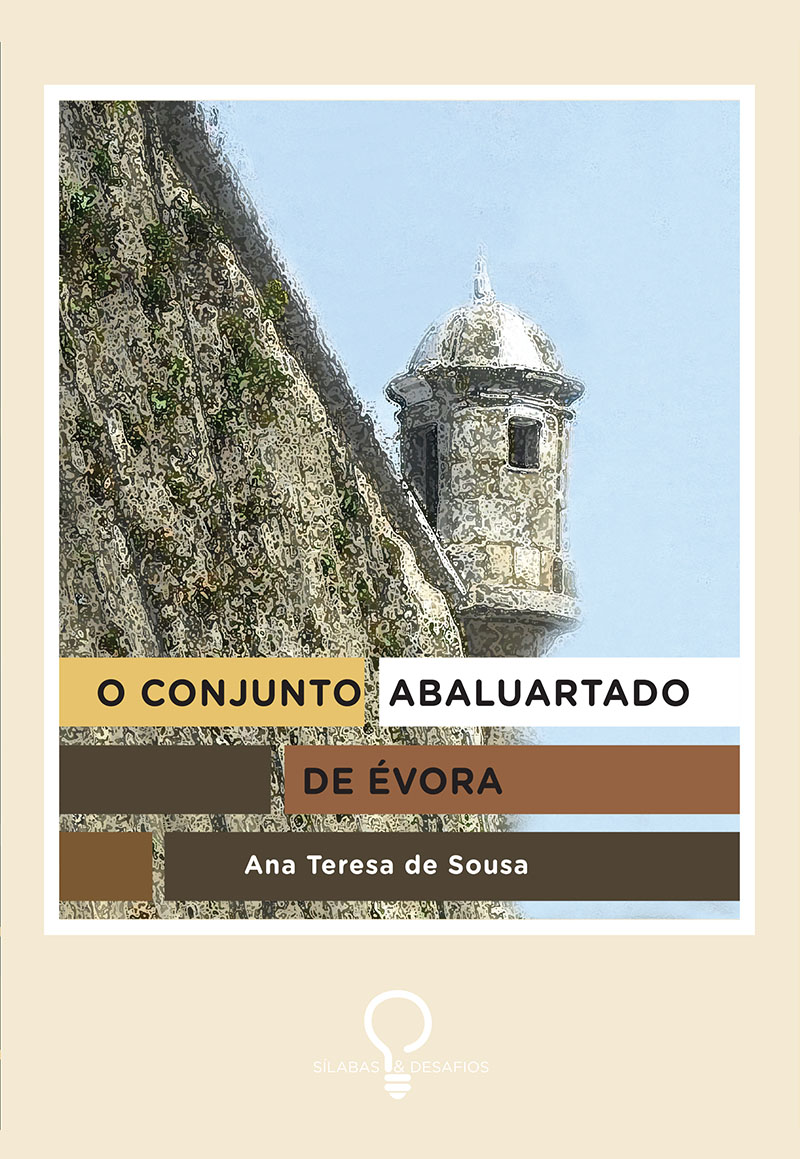 O CONJUNTO ABALUARTADO
DE ÉVORA
Ana Teresa de Sousa
SÍLABAS & DESAFIOS